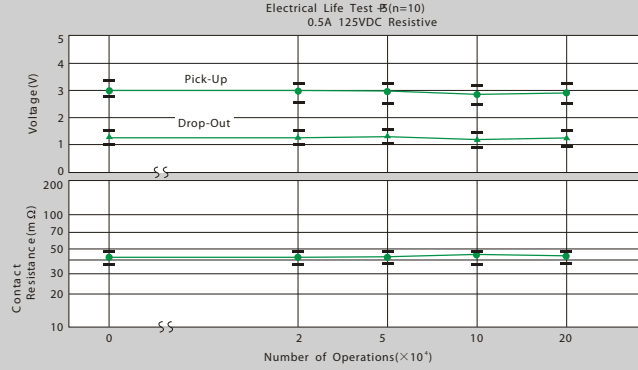 Electrical Life Test-5(n=10)
0.5A 125VDC Resistive
Voltage(V)
5
4
3
2
1
0
Pick-Up
Drop-Out
Contact
Resistance(mΩ)
200
100
70
50
30
20
10
0 2 5 10 20
Number of Operations(×10⁴)